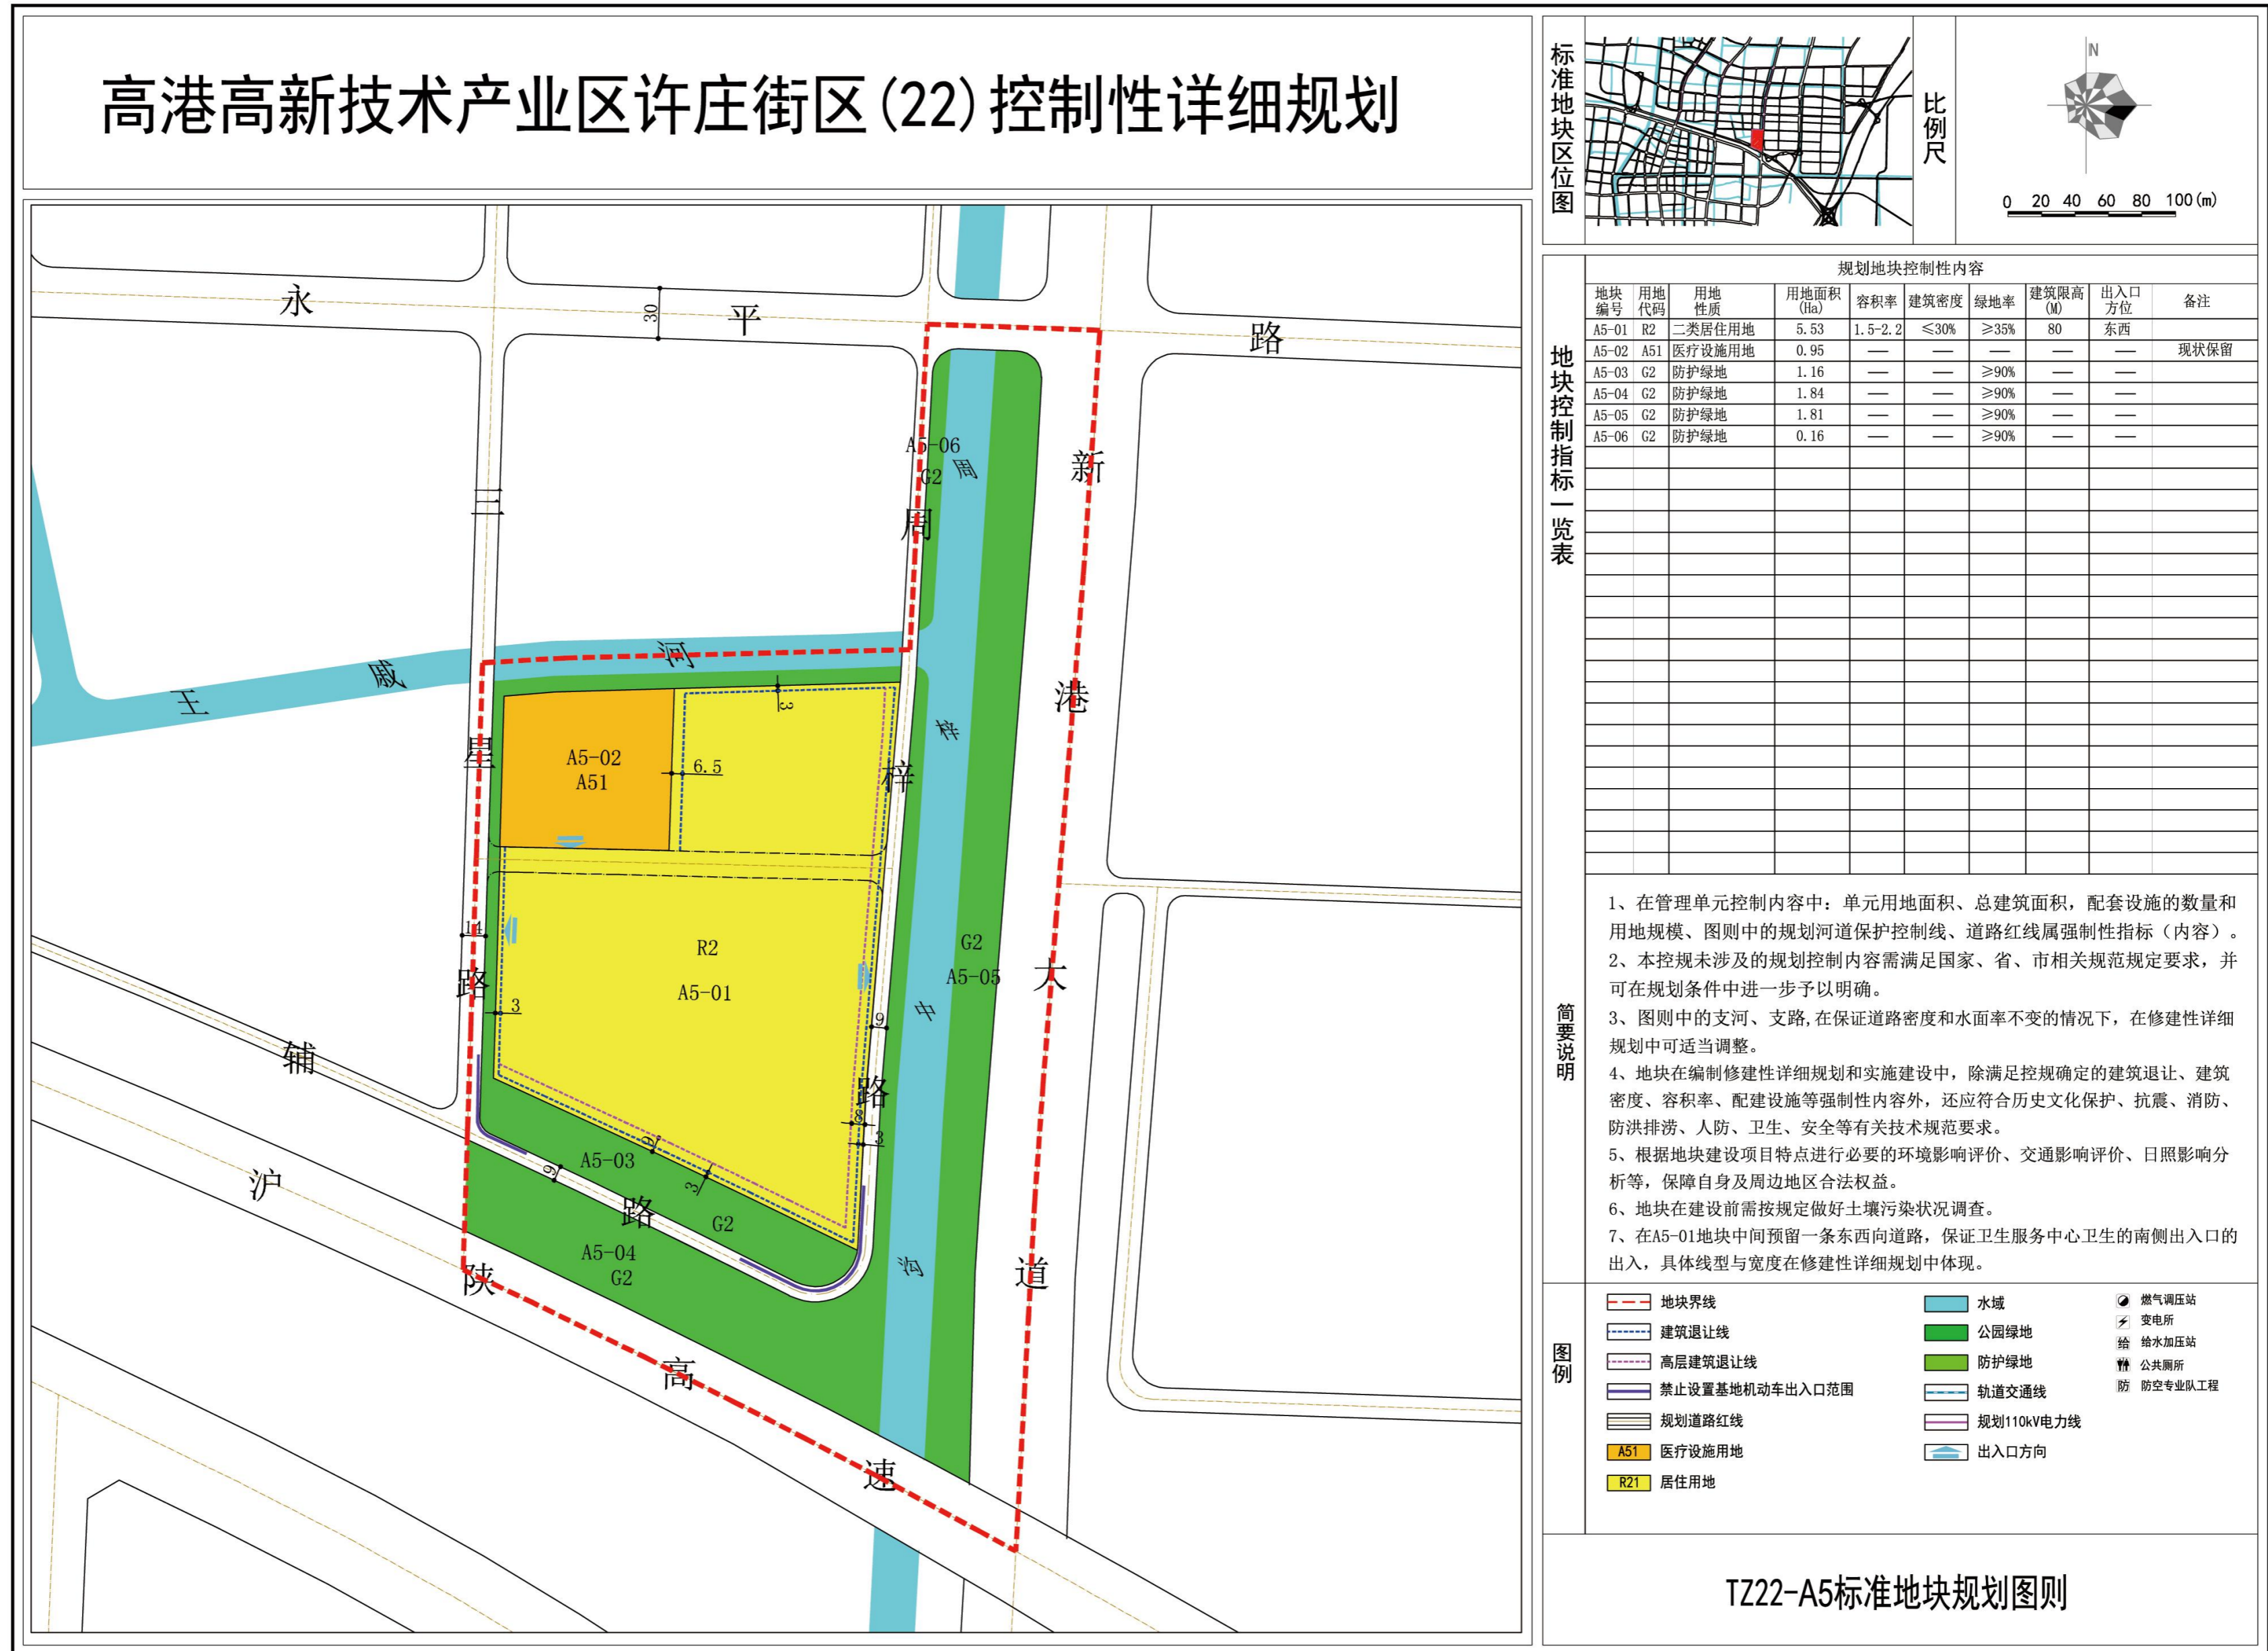 高港高新技术产业区许庄街区(22)控制性详细规划
标准地块区位图
比例尺
N
0 20 40 60 80 100(m)
永 平 路
30
三 星 路
周 梓 路
周 梓 中 沟
新 港 大 道
王 戚 河
辅 路
沪 陕 高 速
A5-06
G2
A5-02
A51
6.5
3
R2
A5-01
14
3
G2
A5-05
9
8
3
9
3
9
A5-03
G2
A5-04
G2
地块控制指标一览表
规划地块控制性内容
地块编号 用地代码 用地性质 用地面积(Ha) 容积率 建筑密度 绿地率 建筑限高(M) 出入口方位 备注
A5-01 R2 二类居住用地 5.53 1.5-2.2 ≤30% ≥35% 80 东西
A5-02 A51 医疗设施用地 0.95 — — — — — 现状保留
A5-03 G2 防护绿地 1.16 — — ≥90% — —
A5-04 G2 防护绿地 1.84 — — ≥90% — —
A5-05 G2 防护绿地 1.81 — — ≥90% — —
A5-06 G2 防护绿地 0.16 — — ≥90% — —
简要说明
1、在管理单元控制内容中：单元用地面积、总建筑面积，配套设施的数量和
用地规模、图则中的规划河道保护控制线、道路红线属强制性指标（内容）。
2、本控规未涉及的规划控制内容需满足国家、省、市相关规范规定要求，并
可在规划条件中进一步予以明确。
3、图则中的支河、支路,在保证道路密度和水面率不变的情况下，在修建性详细
规划中可适当调整。
4、地块在编制修建性详细规划和实施建设中，除满足控规确定的建筑退让、建筑
密度、容积率、配建设施等强制性内容外，还应符合历史文化保护、抗震、消防、
防洪排涝、人防、卫生、安全等有关技术规范要求。
5、根据地块建设项目特点进行必要的环境影响评价、交通影响评价、日照影响分
析等，保障自身及周边地区合法权益。
6、地块在建设前需按规定做好土壤污染状况调查。
7、在A5-01地块中间预留一条东西向道路，保证卫生服务中心卫生的南侧出入口的
出入，具体线型与宽度在修建性详细规划中体现。
图例
地块界线
建筑退让线
高层建筑退让线
禁止设置基地机动车出入口范围
规划道路红线
A51 医疗设施用地
R21 居住用地
水域
公园绿地
防护绿地
轨道交通线
规划110kV电力线
出入口方向
燃气调压站
变电所
给 给水加压站
公共厕所
防 防空专业队工程
TZ22-A5标准地块规划图则